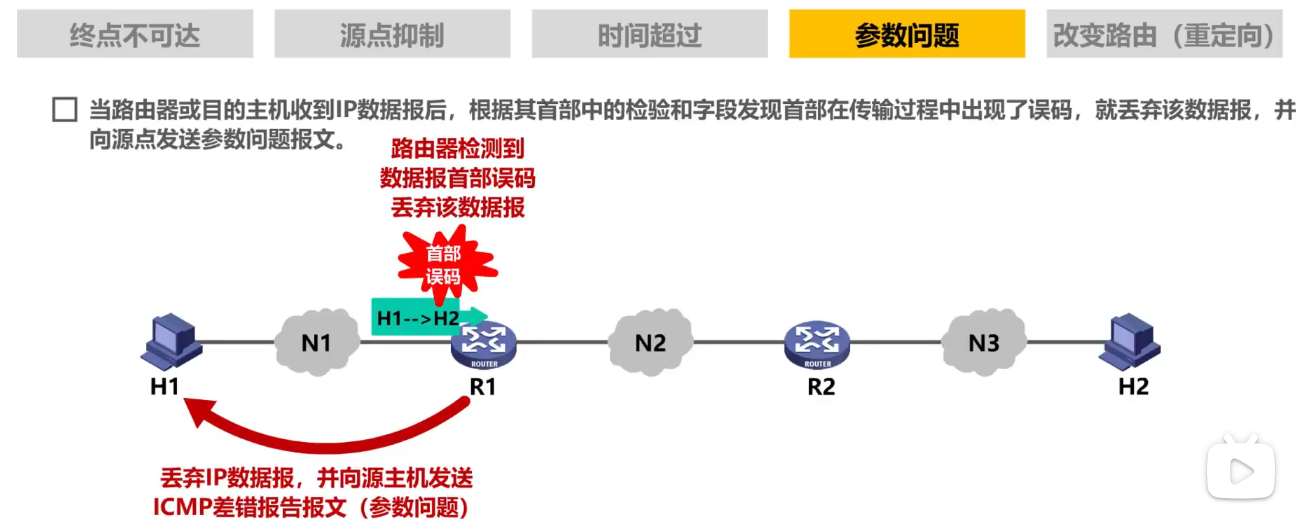 终点不可达
源点抑制
时间超过
参数问题
改变路由（重定向）
当路由器或目的主机收到IP数据报后，根据其首部中的检验和字段发现首部在传输过程中出现了误码，就丢弃该数据报，并
向源点发送参数问题报文。
路由器检测到
数据报首部误码
丢弃该数据报
首部
误码
H1-->H2
N1
N2
N3
ROUTER
ROUTER
H1
R1
R2
H2
丢弃IP数据报，并向源主机发送
ICMP差错报告报文（参数问题）